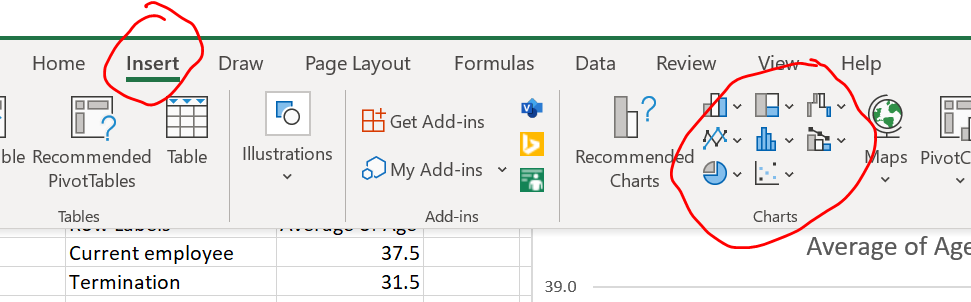 Home Insert Draw Page Layout Formulas Data Review View Help
Get Add-ins
ble Recommended Table Illustrations My Add-ins Recommended Maps PivotC
PivotTables Charts
Tables Add-ins Charts
Row Labels Average of Age
Current employee 37.5 Average of Age
Termination 31.5 39.0